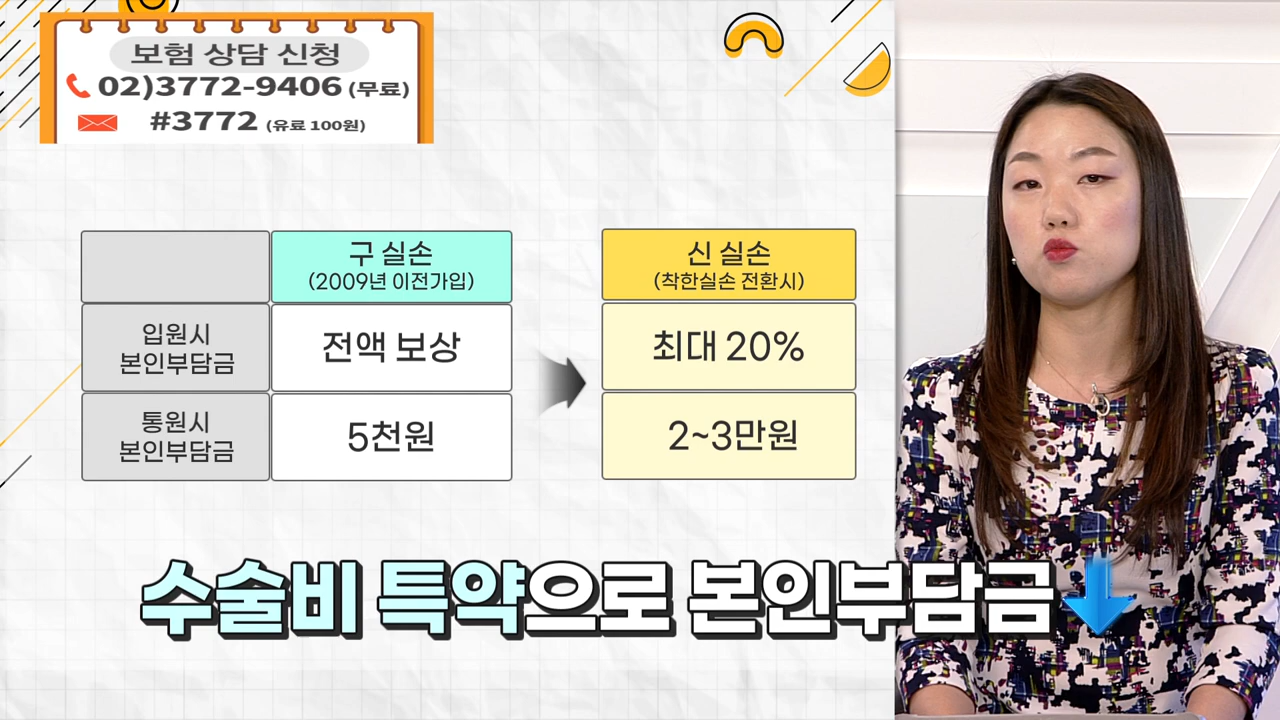 보험 상담 신청
02)3772-9406 (무료)
#3772 (유료 100원)
구 실손
(2009년 이전가입)
신 실손
(착한실손 전환시)
입원시
본인부담금
전액 보상
최대 20%
통원시
본인부담금
5천원
2~3만원
수술비 특약으로 본인부담금